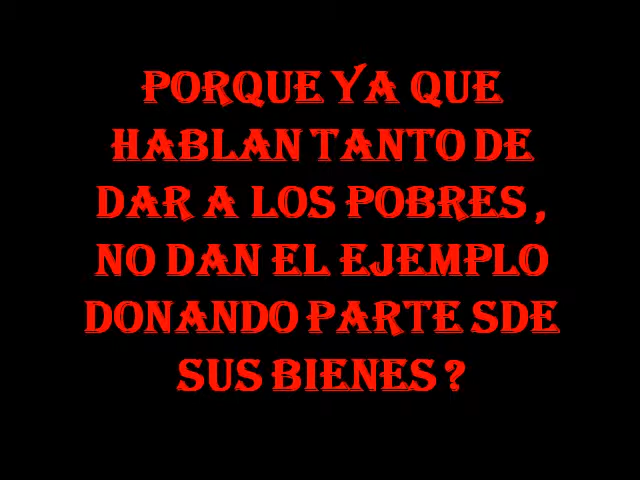 PORQUE YA QUE
HABLAN TANTO DE
DAR A LOS POBRES ,
NO DAN EL EJEMPLO
DONANDO PARTE SDE
SUS BIENES ?